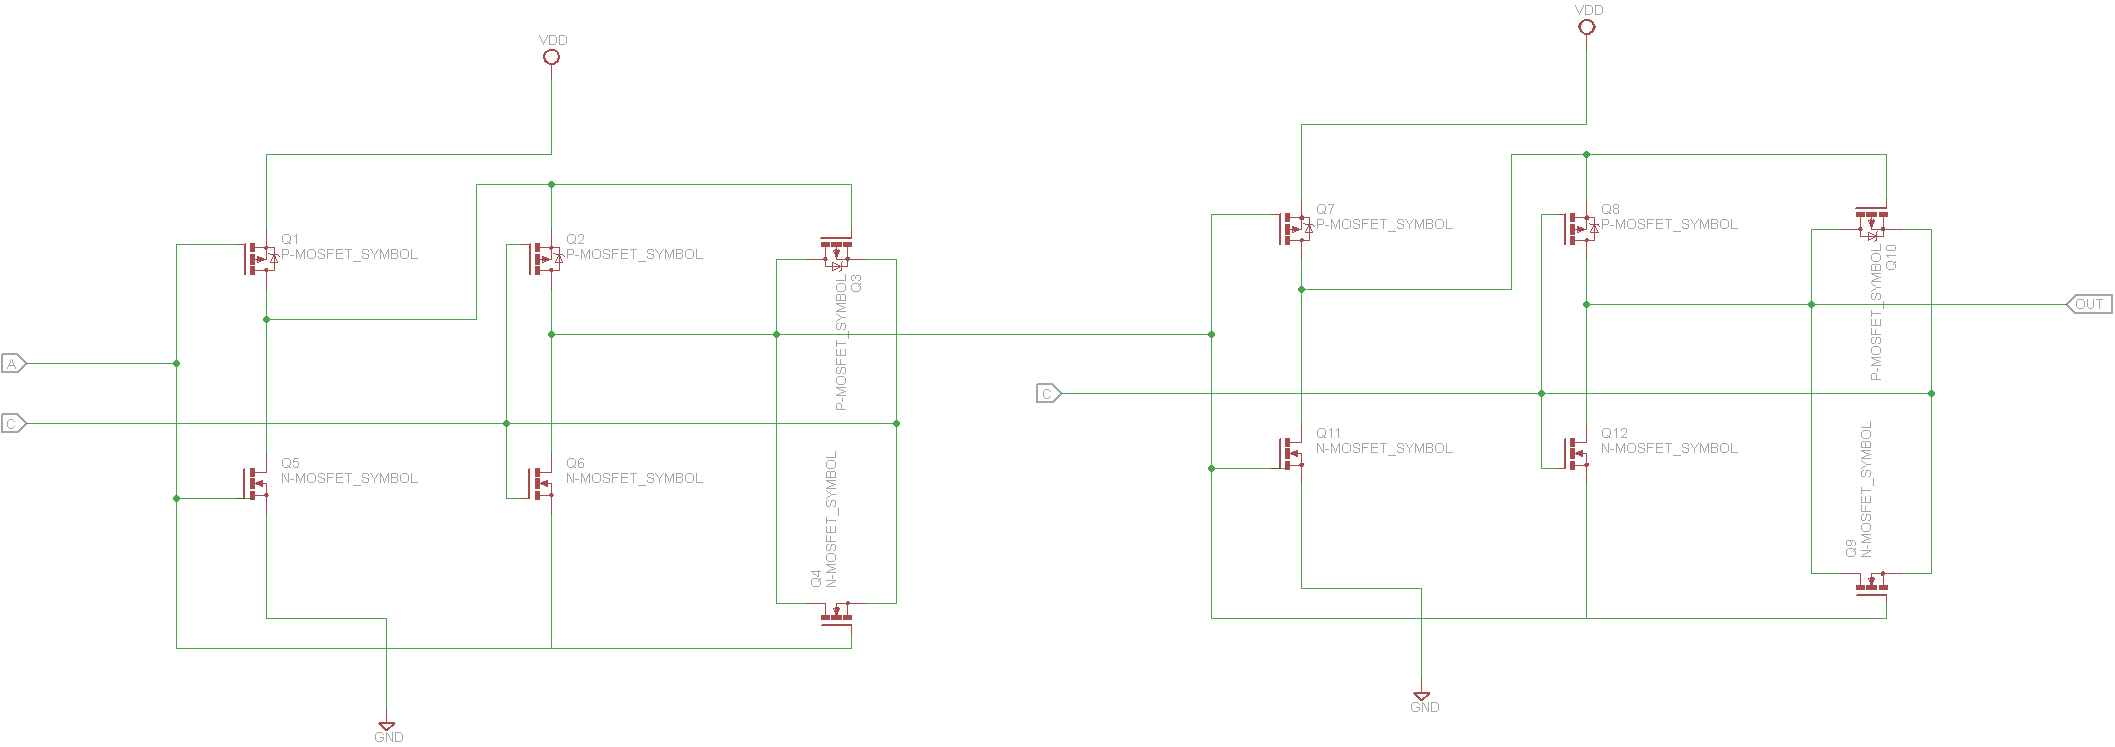 VDD
VDD
Q1
P-MOSFET_SYMBOL
Q2
P-MOSFET_SYMBOL
Q3
P-MOSFET_SYMBOL
Q7
P-MOSFET_SYMBOL
Q8
P-MOSFET_SYMBOL
Q10
P-MOSFET_SYMBOL
OUT
A
C
C
Q5
N-MOSFET_SYMBOL
Q6
N-MOSFET_SYMBOL
Q4
N-MOSFET_SYMBOL
Q11
N-MOSFET_SYMBOL
Q12
N-MOSFET_SYMBOL
Q9
N-MOSFET_SYMBOL
GND
GND